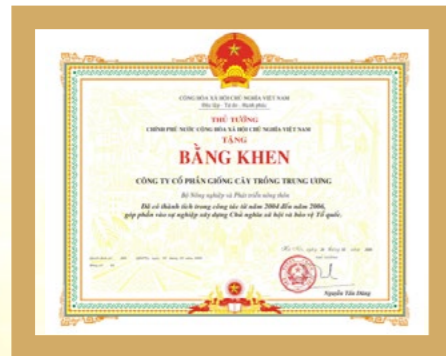 CỘNG HÒA XÃ HỘI CHỦ NGHĨA VIỆT NAM
Độc lập - Tự do - Hạnh phúc
THỦ TƯỚNG
CHÍNH PHỦ NƯỚC CỘNG HÒA XÃ HỘI CHỦ NGHĨA VIỆT NAM
TẶNG
BẰNG KHEN
CÔNG TY CỔ PHẦN GIỐNG CÂY TRỒNG TRUNG ƯƠNG
Bộ Nông nghiệp và Phát triển nông thôn
Đã có thành tích trong công tác từ năm 2004 đến năm 2006,
góp phần vào sự nghiệp xây dựng Chủ nghĩa xã hội và bảo vệ Tổ quốc.
Nguyễn Tấn Dũng